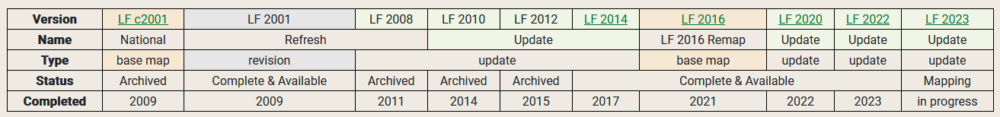 Version LF c2001 LF 2001 LF 2008 LF 2010 LF 2012 LF 2014 LF 2016 LF 2020 LF 2022 LF 2023
Name National Refresh Update LF 2016 Remap Update Update Update
Type base map revision update base map update update update
Status Archived Complete & Available Archived Archived Archived Complete & Available Mapping
Completed 2009 2009 2011 2014 2015 2017 2021 2022 2023 in progress